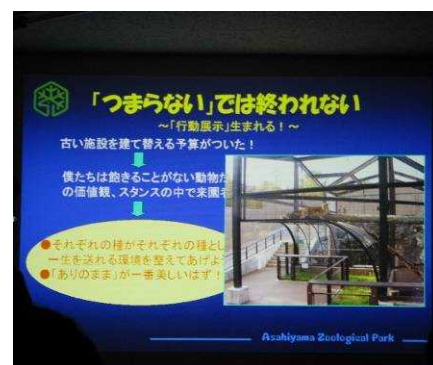 「つまらない」では終われない
～「行動展示」生まれる！～
古い施設を建て替える予算がついた！
僕たちは飽きることがない動物た
の価値観、スタンスの中で来園者
●それぞれの種がそれぞれの種とし
一生を送れる環境を整えてあげよ
●「ありのまま」が一番美しいはず！
Asahiyama Zoological Park